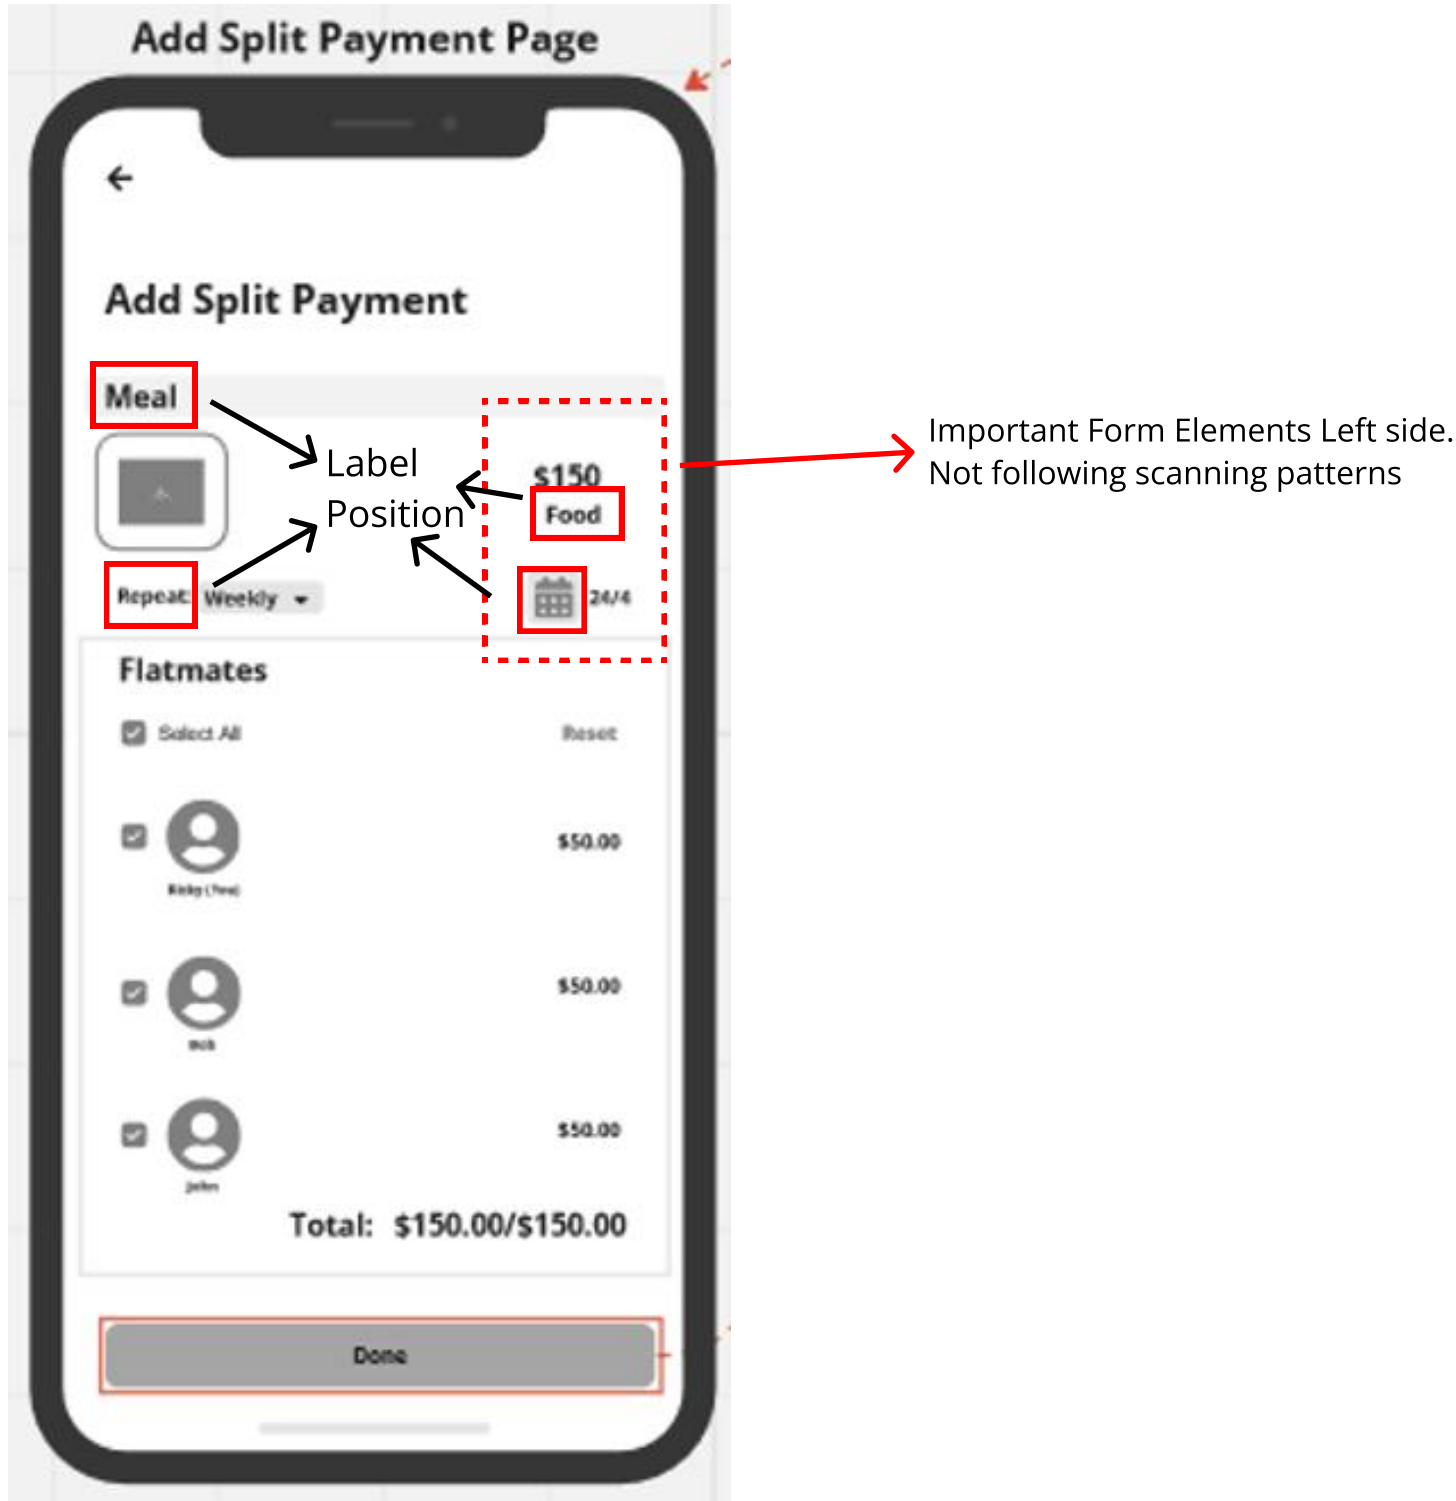 Add Split Payment Page
Add Split Payment
Meal
Label
Position
$150
Food
Important Form Elements Left side.
Not following scanning patterns
Repeat: Weekly
24/4
Flatmates
Select All
Reset
(You)
$50.00
Bob
$50.00
John
$50.00
Total: $150.00/$150.00
Done